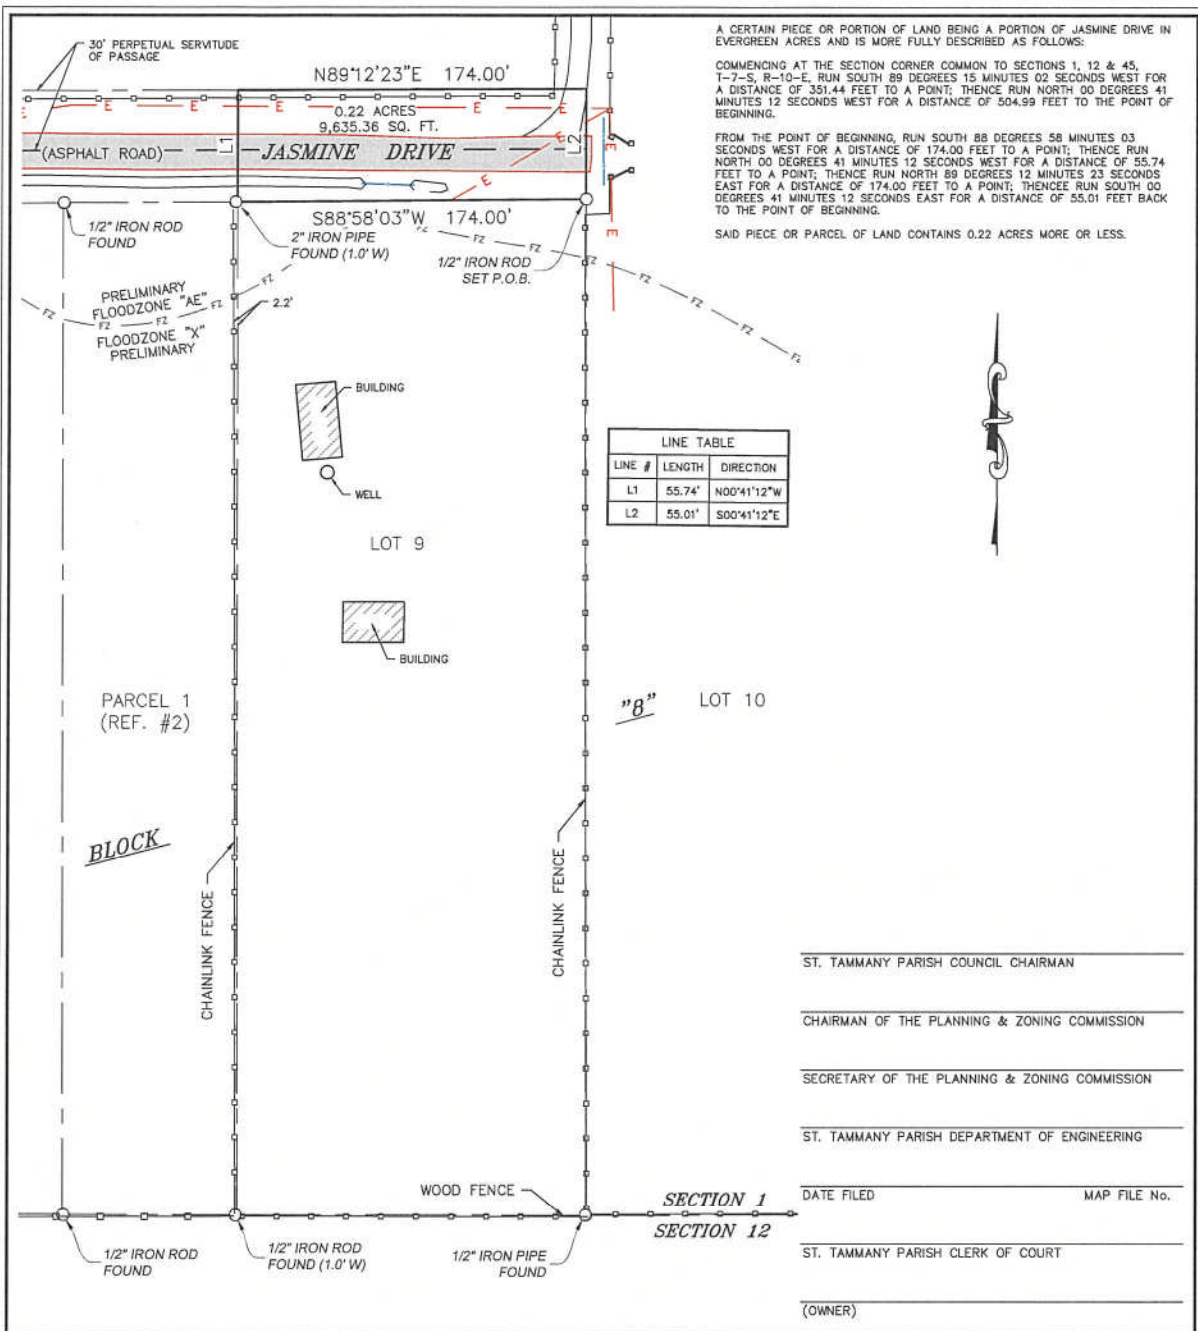 30' PERPETUAL SERVITUDE
OF PASSAGE
N89°12'23"E 174.00'
E E E E E
0.22 ACRES
9,635.36 SQ. FT.
(ASPHALT ROAD)
L1
JASMINE DRIVE
L2
E
E
E
S88°58'03"W 174.00'
1/2" IRON ROD
FOUND
2" IRON PIPE
FOUND (1.0' W)
1/2" IRON ROD
SET P.O.B.
FZ FZ FZ FZ FZ FZ FZ
PRELIMINARY
FLOODZONE "AE"
FZ FZ FZ FZ FZ
FLOODZONE "X"
PRELIMINARY
2.2'
BUILDING
WELL
LOT 9
BUILDING
PARCEL 1
(REF. #2)
"8"
LOT 10
BLOCK
CHAINLINK FENCE
CHAINLINK FENCE
WOOD FENCE
SECTION 1
SECTION 12
1/2" IRON ROD
FOUND
1/2" IRON ROD
FOUND (1.0' W)
1/2" IRON PIPE
FOUND
A CERTAIN PIECE OR PORTION OF LAND BEING A PORTION OF JASMINE DRIVE IN
EVERGREEN ACRES AND IS MORE FULLY DESCRIBED AS FOLLOWS:
COMMENCING AT THE SECTION CORNER COMMON TO SECTIONS 1, 12 & 45,
T-7-S, R-10-E, RUN SOUTH 89 DEGREES 15 MINUTES 02 SECONDS WEST FOR
A DISTANCE OF 351.44 FEET TO A POINT; THENCE RUN NORTH 00 DEGREES 41
MINUTES 12 SECONDS WEST FOR A DISTANCE OF 504.99 FEET TO THE POINT OF
BEGINNING.
FROM THE POINT OF BEGINNING, RUN SOUTH 88 DEGREES 58 MINUTES 03
SECONDS WEST FOR A DISTANCE OF 174.00 FEET TO A POINT; THENCE RUN
NORTH 00 DEGREES 41 MINUTES 12 SECONDS WEST FOR A DISTANCE OF 55.74
FEET TO A POINT; THENCE RUN NORTH 89 DEGREES 12 MINUTES 23 SECONDS
EAST FOR A DISTANCE OF 174.00 FEET TO A POINT; THENCEE RUN SOUTH 00
DEGREES 41 MINUTES 12 SECONDS EAST FOR A DISTANCE OF 55.01 FEET BACK
TO THE POINT OF BEGINNING.
SAID PIECE OR PARCEL OF LAND CONTAINS 0.22 ACRES MORE OR LESS.
LINE TABLE
LINE # LENGTH DIRECTION
L1 55.74' N00°41'12"W
L2 55.01' S00°41'12"E
ST. TAMMANY PARISH COUNCIL CHAIRMAN
CHAIRMAN OF THE PLANNING & ZONING COMMISSION
SECRETARY OF THE PLANNING & ZONING COMMISSION
ST. TAMMANY PARISH DEPARTMENT OF ENGINEERING
DATE FILED MAP FILE No.
ST. TAMMANY PARISH CLERK OF COURT
(OWNER)